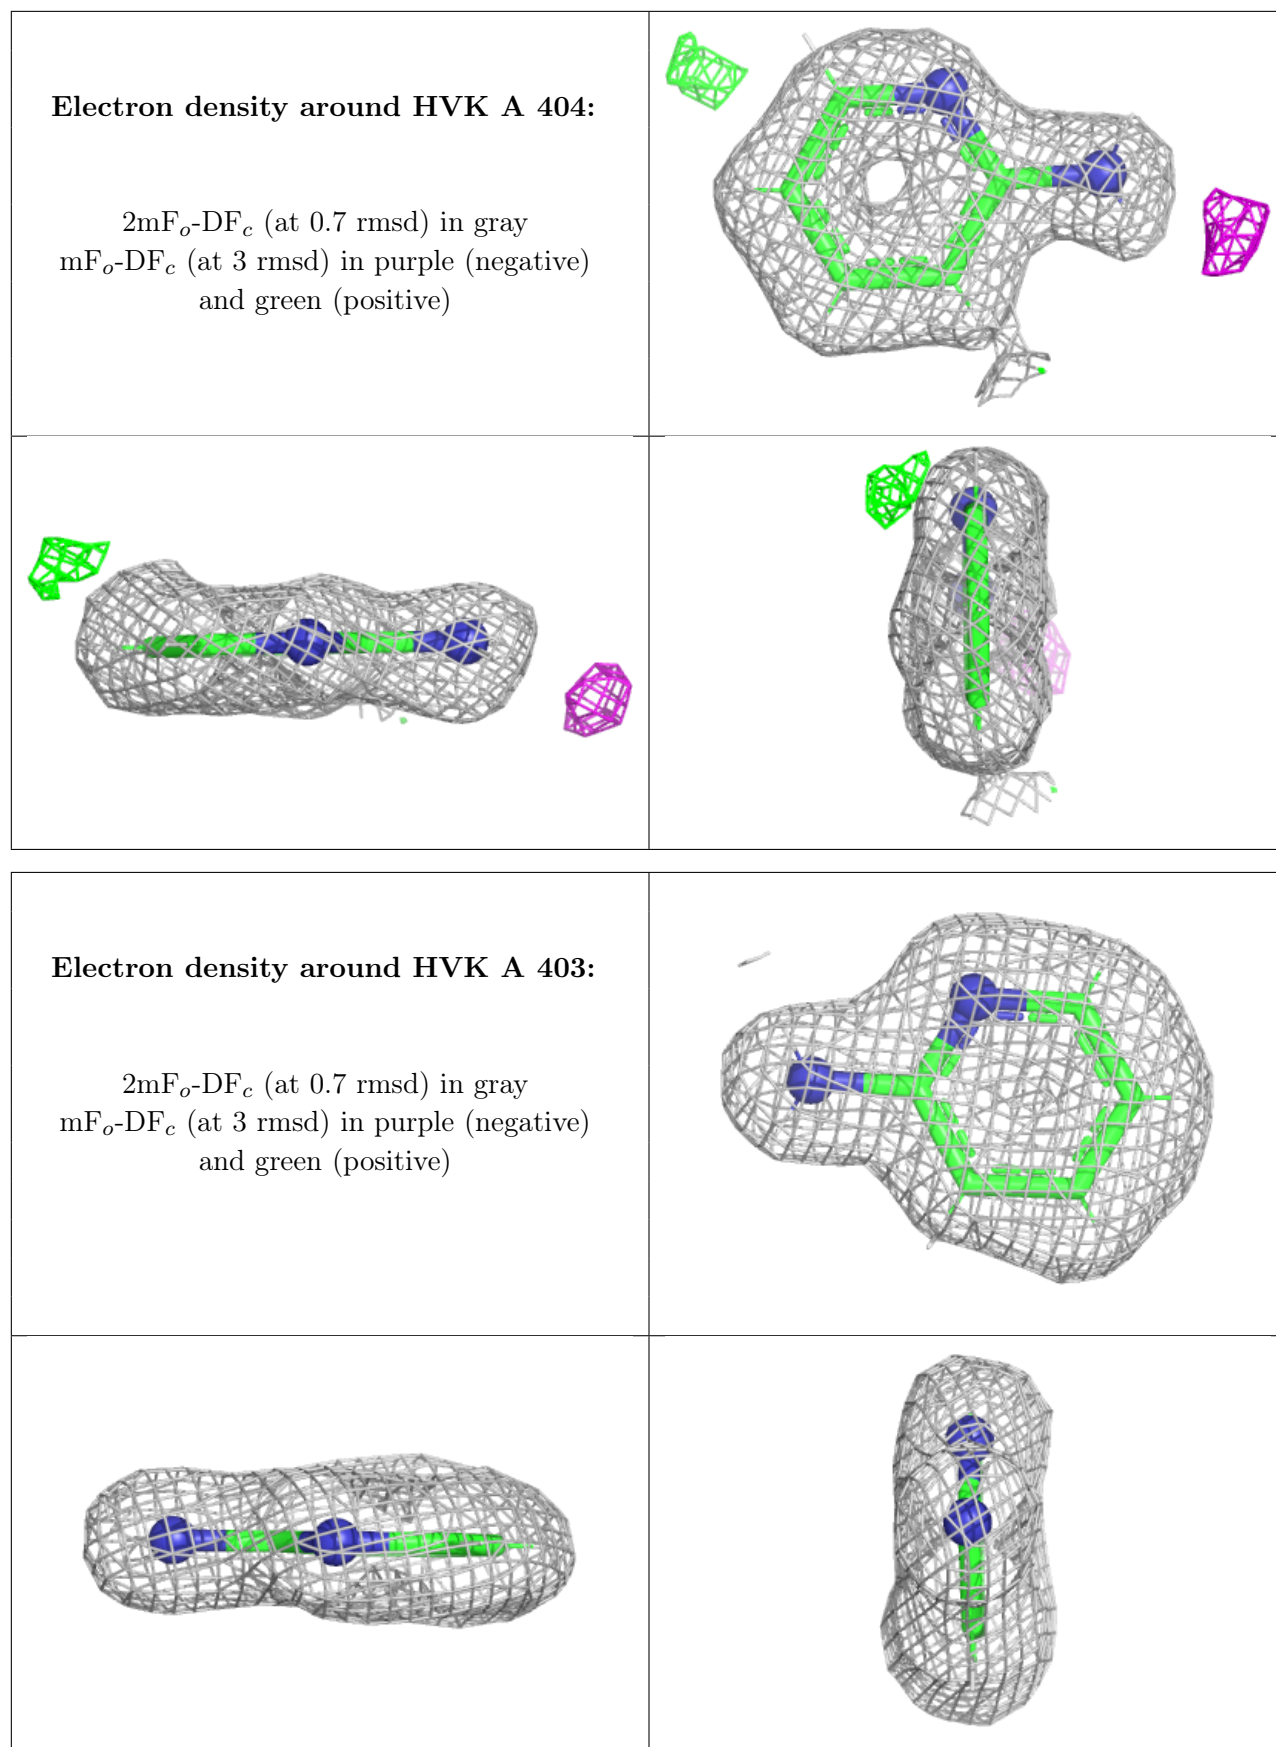 Electron density around HVK A 404:
2mFo-DFc (at 0.7 rmsd) in gray
mFo-DFc (at 3 rmsd) in purple (negative)
and green (positive)
Electron density around HVK A 403:
2mFo-DFc (at 0.7 rmsd) in gray
mFo-DFc (at 3 rmsd) in purple (negative)
and green (positive)